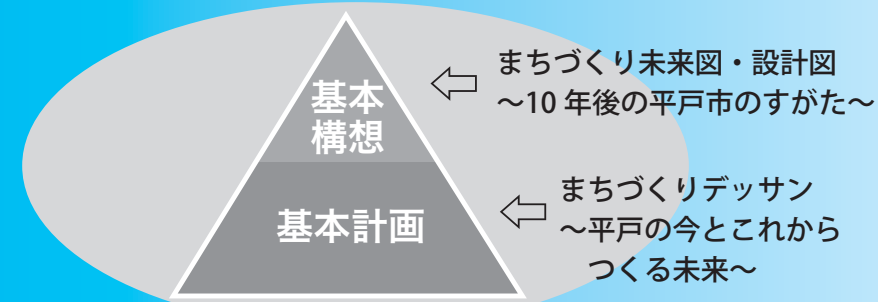 基本
構想
まちづくり未来図・設計図
～10 年後の平戸市のすがた～
基本計画
まちづくりデッサン
～平戸の今とこれから
つくる未来～